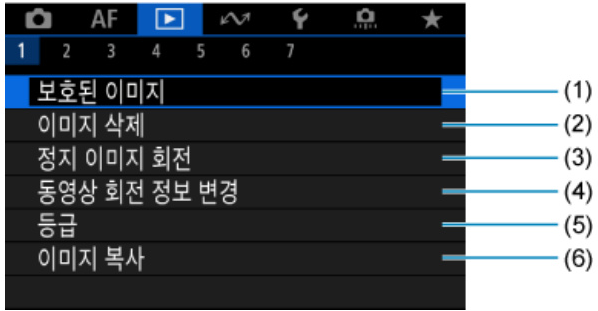 AF
1 2 3 4 5 6 7
보호된 이미지 (1)
이미지 삭제 (2)
정지 이미지 회전 (3)
동영상 회전 정보 변경 (4)
등급 (5)
이미지 복사 (6)